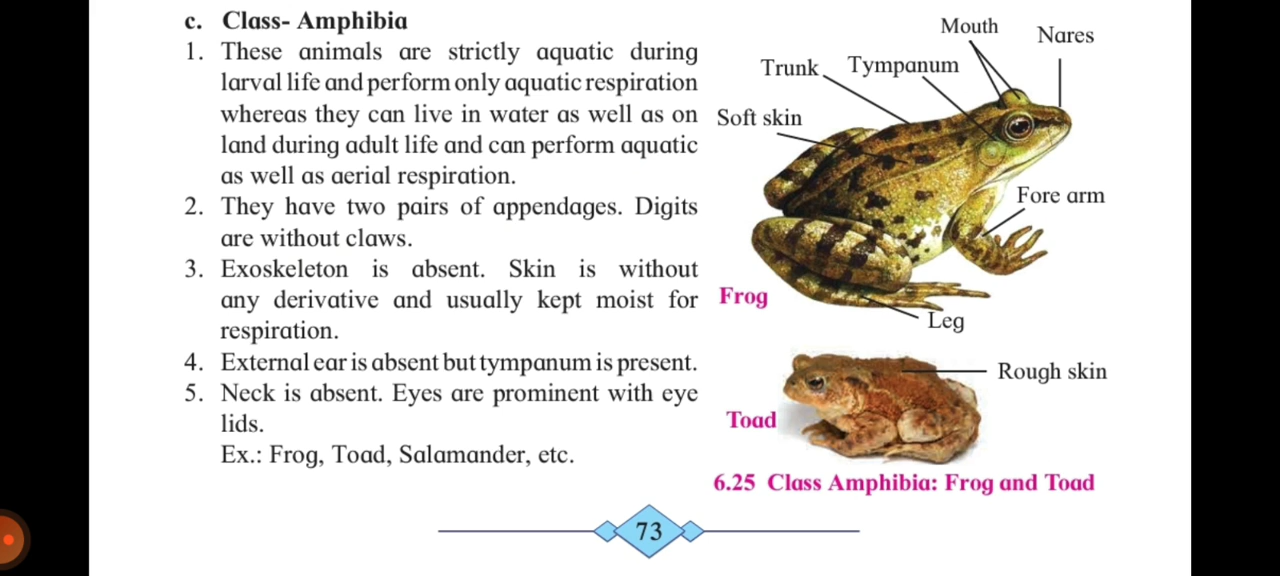 c. Class- Amphibia
1. These animals are strictly aquatic during
larval life and perform only aquatic respiration
whereas they can live in water as well as on
land during adult life and can perform aquatic
as well as aerial respiration.
2. They have two pairs of appendages. Digits
are without claws.
3. Exoskeleton is absent. Skin is without
any derivative and usually kept moist for
respiration.
4. External ear is absent but tympanum is present.
5. Neck is absent. Eyes are prominent with eye
lids.
Ex.: Frog, Toad, Salamander, etc.
Mouth
Nares
Trunk
Tympanum
Soft skin
Fore arm
Frog
Leg
Rough skin
Toad
6.25 Class Amphibia: Frog and Toad
73